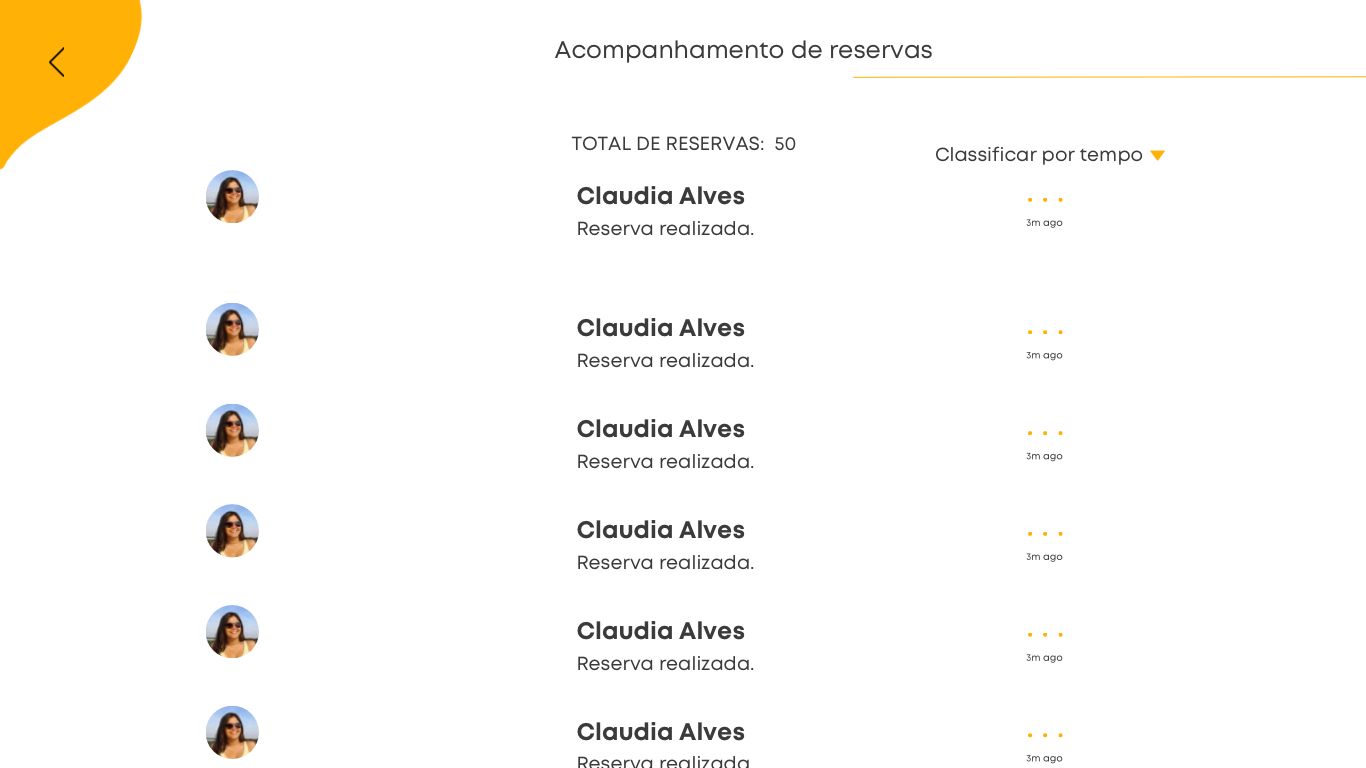 Acompanhamento de reservas
TOTAL DE RESERVAS: 50
Classificar por tempo
Claudia Alves
Reserva realizada.
3m ago
Claudia Alves
Reserva realizada.
3m ago
Claudia Alves
Reserva realizada.
3m ago
Claudia Alves
Reserva realizada.
3m ago
Claudia Alves
Reserva realizada.
3m ago
Claudia Alves
Reserva realizada
3m ago